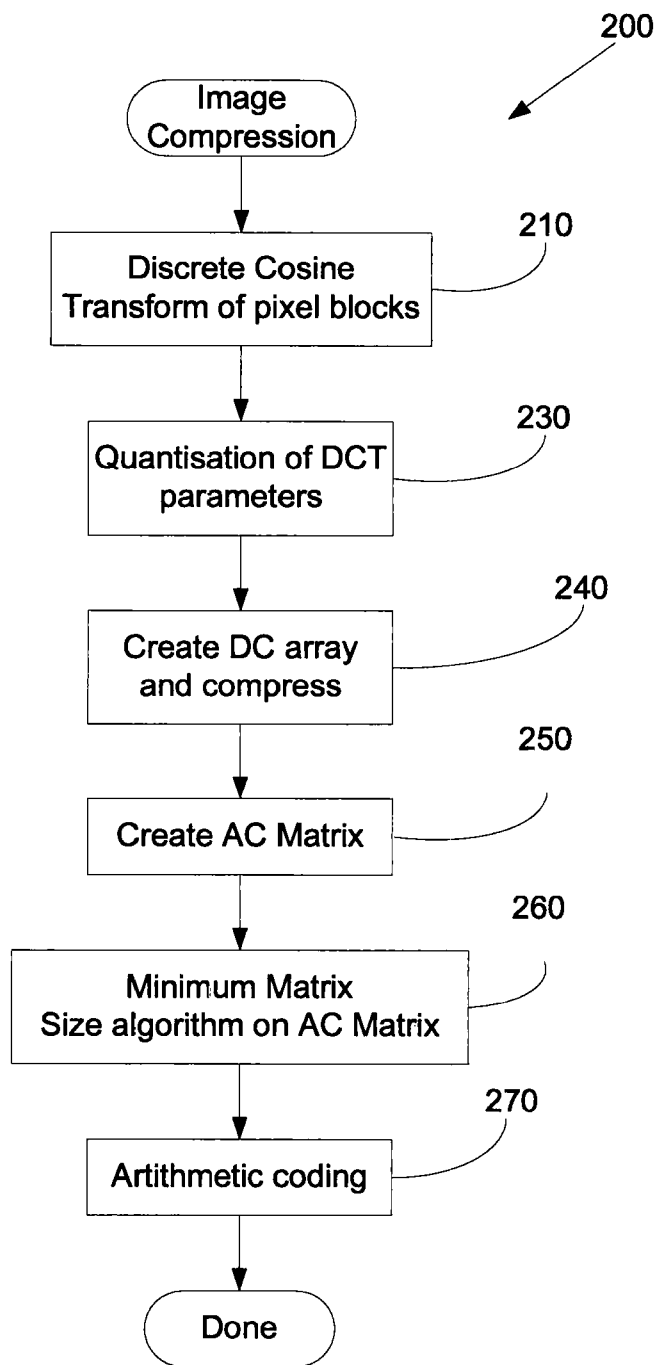 200
Image
Compression
210
Discrete Cosine
Transform of pixel blocks
230
Quantisation of DCT
parameters
240
Create DC array
and compress
250
Create AC Matrix
260
Minimum Matrix
Size algorithm on AC Matrix
270
Artithmetic coding
Done